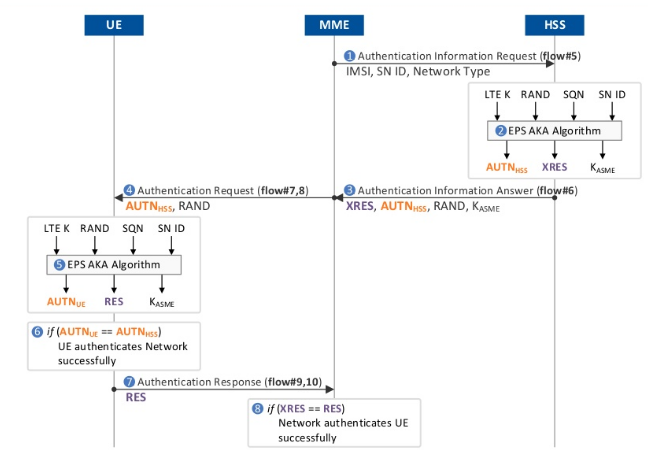 UE
MME
HSS
1 Authentication Information Request (flow#5)
IMSI, SN ID, Network Type
LTE K RAND SQN SN ID
2 EPS AKA Algorithm
AUTNHSS XRES KASME
4 Authentication Request (flow#7,8)
AUTNHSS, RAND
3 Authentication Information Answer (flow#6)
XRES, AUTNHSS, RAND, KASME
LTE K RAND SQN SN ID
5 EPS AKA Algorithm
AUTNUE RES KASME
6 if (AUTNUE == AUTNHSS)
UE authenticates Network
successfully
7 Authentication Response (flow#9,10)
RES
8 if (XRES == RES)
Network authenticates UE
successfully